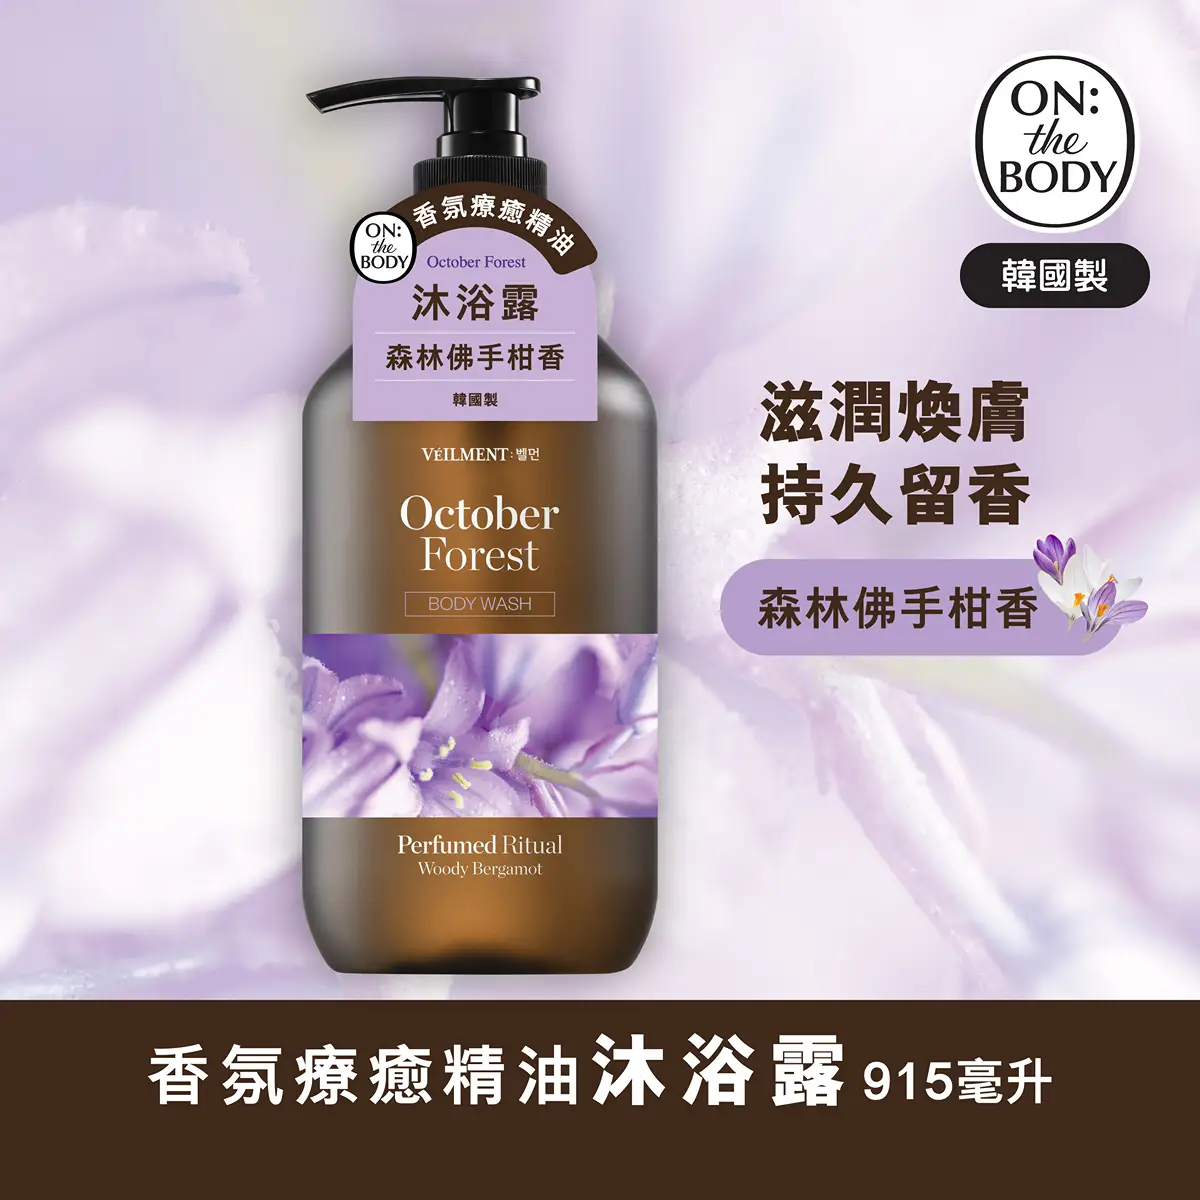 ON:
the
BODY
韓國製
香氛療癒精油
ON:
the
BODY
October Forest
沐浴露
森林佛手柑香
韓國製
VÉILMENT:벨먼
October
Forest
BODY WASH
Perfumed Ritual
Woody Bergamot
滋潤煥膚
持久留香
森林佛手柑香
香氛療癒精油沐浴露 915毫升